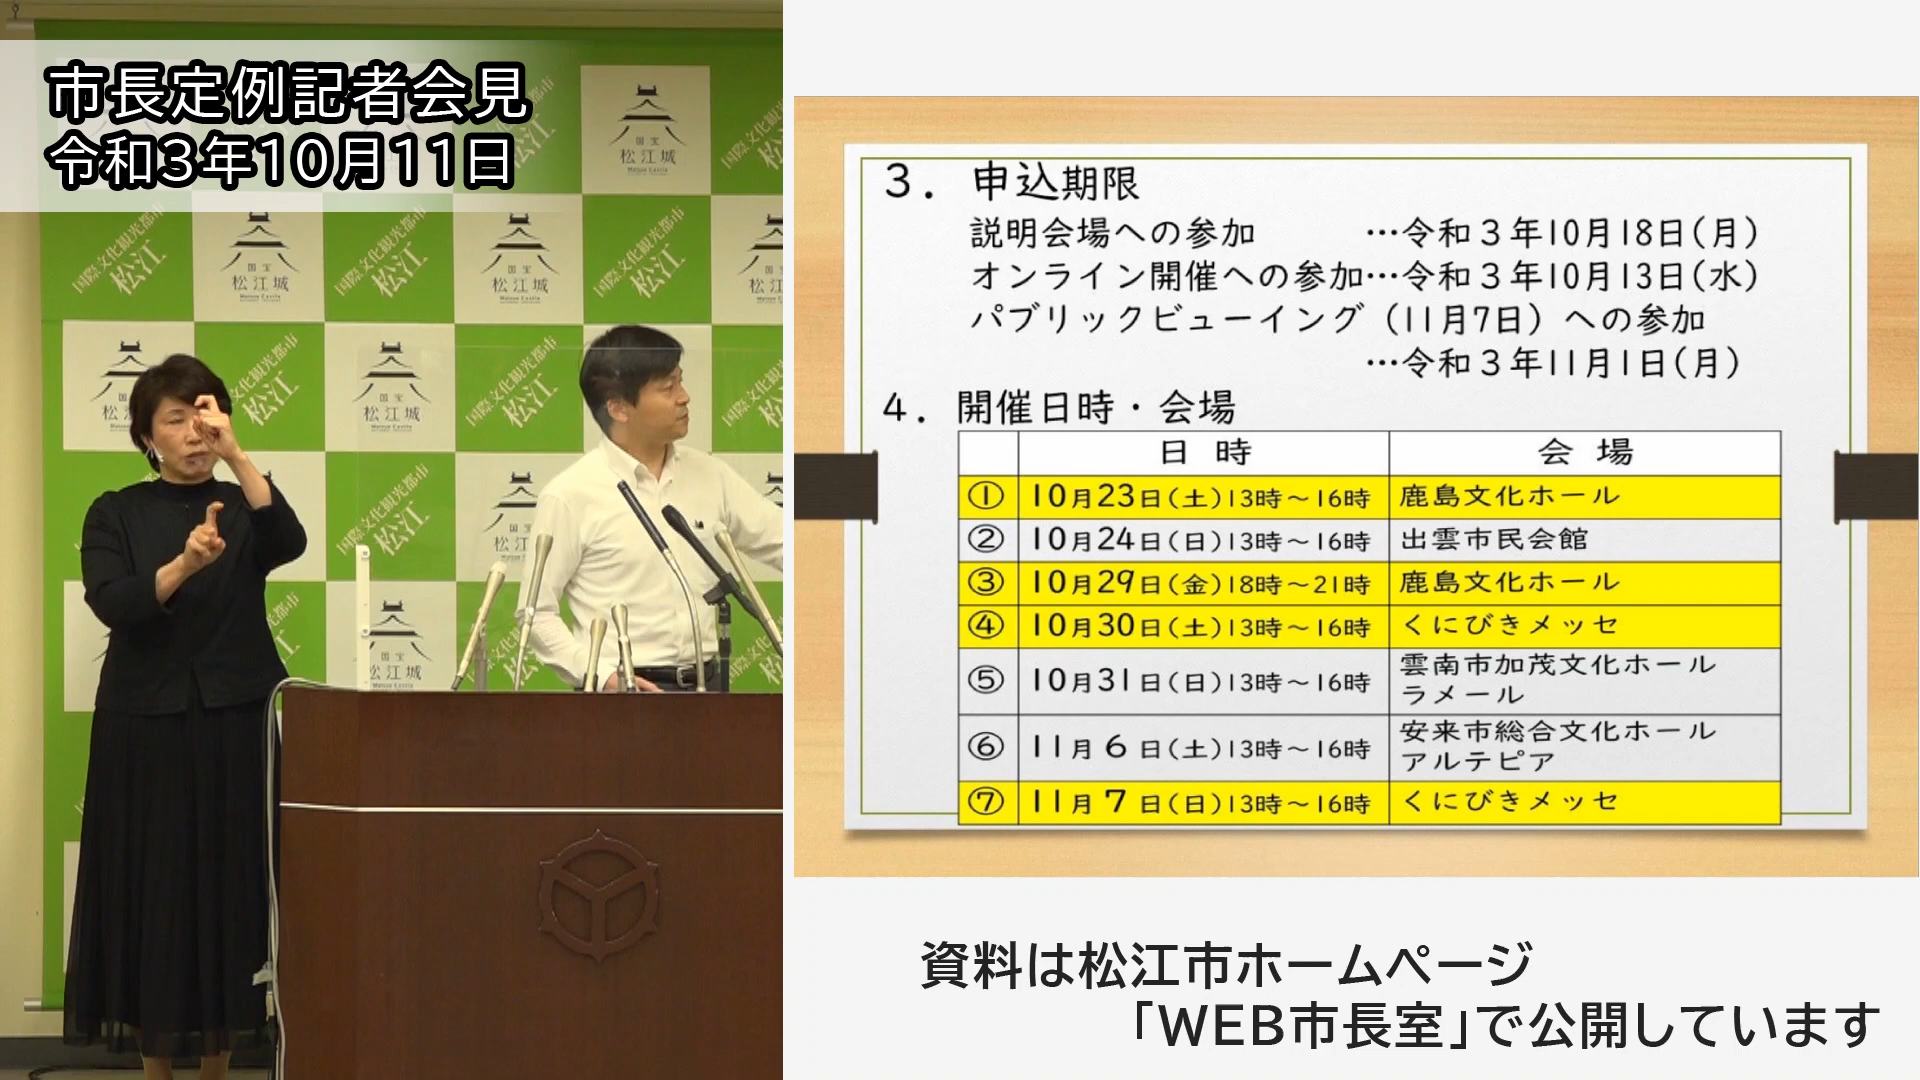 市長定例記者会見
令和3年10月11日
国宝
松江城
Matsue Castle
国際文化観光都市
松江
3. 申込期限
説明会場への参加 …令和3年10月18日(月)
オンライン開催への参加…令和3年10月13日(水)
パブリックビューイング(11月7日)への参加
…令和3年11月1日(月)
4. 開催日時・会場
日時 会場
① 10月23日(土)13時～16時 鹿島文化ホール
② 10月24日(日)13時～16時 出雲市民会館
③ 10月29日(金)18時～21時 鹿島文化ホール
④ 10月30日(土)13時～16時 くにびきメッセ
⑤ 10月31日(日)13時～16時 雲南市加茂文化ホール
ラメール
⑥ 11月6日(土)13時～16時 安来市総合文化ホール
アルテピア
⑦ 11月7日(日)13時～16時 くにびきメッセ
資料は松江市ホームページ
「WEB市長室」で公開しています